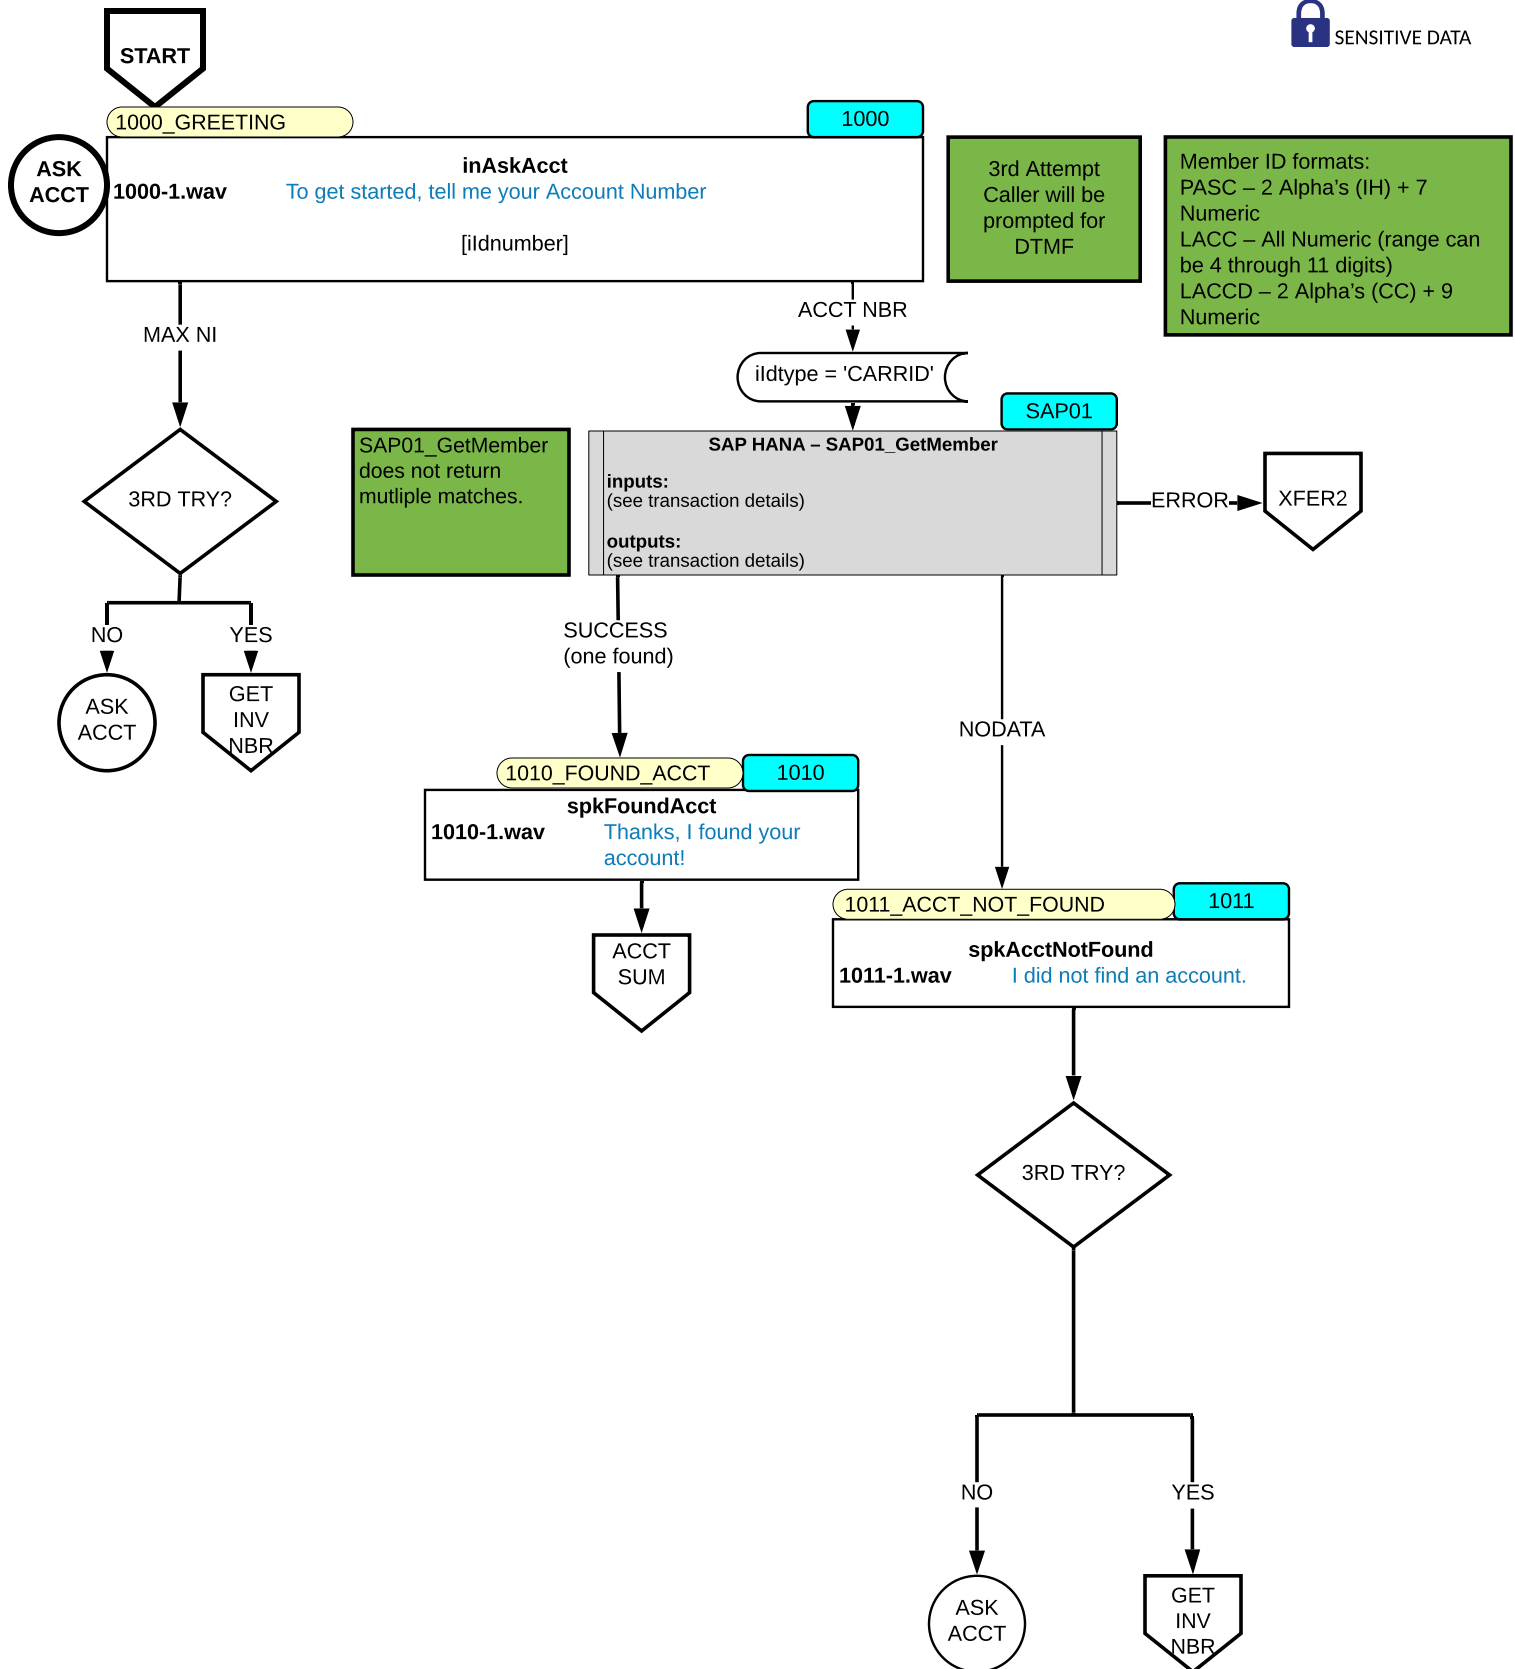 START
SENSITIVE DATA
1000_GREETING
1000
ASK
ACCT
inAskAcct
1000-1.wav To get started, tell me your Account Number
[iIdnumber]
3rd Attempt
Caller will be
prompted for
DTMF
Member ID formats:
PASC – 2 Alpha’s (IH) + 7
Numeric
LACC – All Numeric (range can
be 4 through 11 digits)
LACCD – 2 Alpha’s (CC) + 9
Numeric
MAX NI
ACCT NBR
iIdtype = 'CARRID'
SAP01
SAP01_GetMember
does not return
mutliple matches.
SAP HANA – SAP01_GetMember
inputs:
(see transaction details)
outputs:
(see transaction details)
ERROR
XFER2
3RD TRY?
NO
YES
ASK
ACCT
GET
INV
NBR
SUCCESS
(one found)
NODATA
1010_FOUND_ACCT
1010
spkFoundAcct
1010-1.wav Thanks, I found your
account!
ACCT
SUM
1011_ACCT_NOT_FOUND
1011
spkAcctNotFound
1011-1.wav I did not find an account.
3RD TRY?
NO
YES
ASK
ACCT
GET
INV
NBR